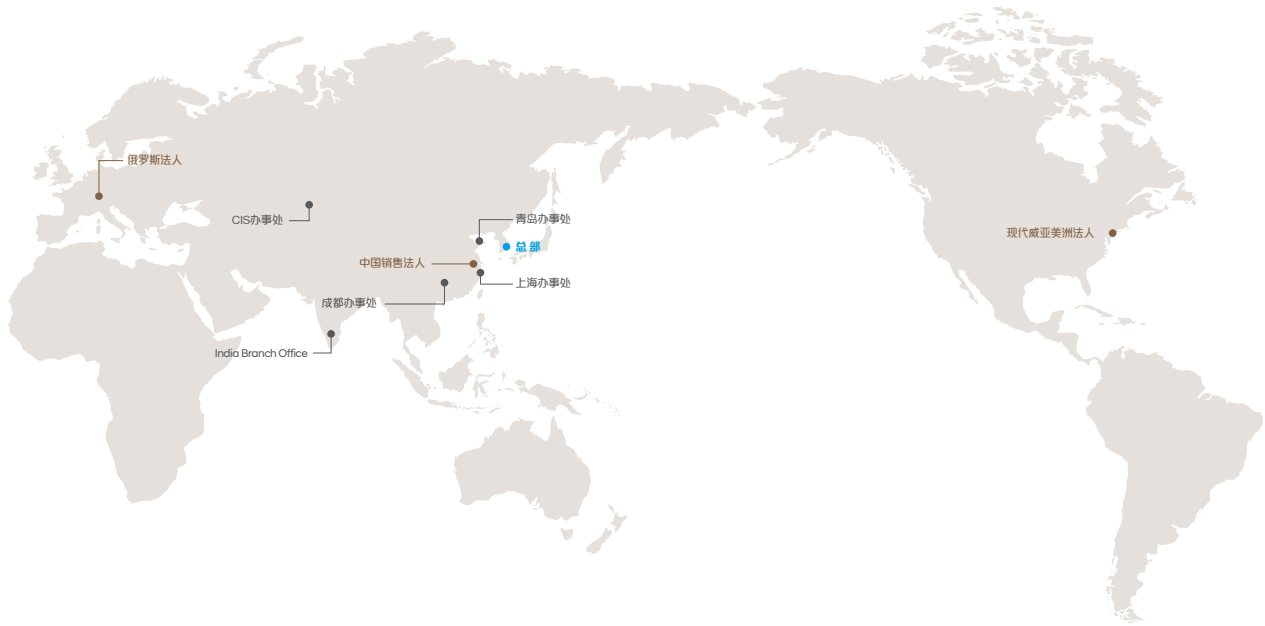 俄罗斯法人
CIS办事处
青岛办事处
总部
现代威亚美洲法人
中国销售法人
上海办事处
成都办事处
India Branch Office